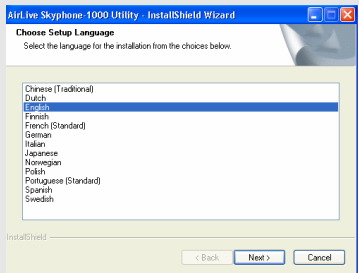 AirLive Skyphone-1000 Utility - InstallShield Wizard
Choose Setup Language
Select the language for the installation from the choices below.
Chinese (Traditional)
Dutch
English
Finnish
French (Standard)
German
Italian
Japanese
Norwegian
Polish
Portuguese (Standard)
Spanish
Swedish
InstallShield
< Back
Next >
Cancel